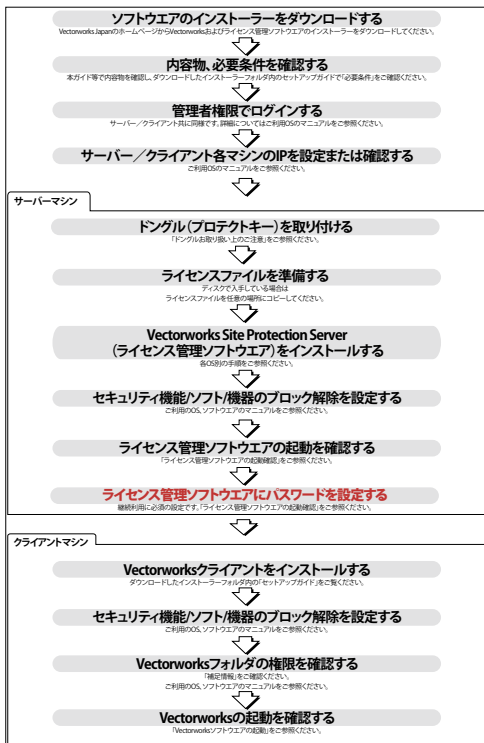 ソフトウエアのインストーラーをダウンロードする
Vectorworks JapanのホームページからVectorworksおよびライセンス管理ソフトウエアのインストーラーをダウンロードしてください。
内容物、必要条件を確認する
本ガイド等で内容物を確認し、ダウンロードしたインストーラーフォルダ内のセットアップガイドで「必要条件」をご確認ください。
管理者権限でログインする
サーバー／クライアント共に同様です。詳細についてはご利用OSのマニュアルをご参照ください。
サーバー／クライアント各マシンのIPを設定または確認する
ご利用OSのマニュアルをご参照ください。
サーバーマシン
ドングル（プロテクトキー）を取り付ける
「ドングルお取り扱い上のご注意」をご参照ください。
ライセンスファイルを準備する
ディスクで入手している場合は
ライセンスファイルを任意の場所にコピーしてください。
Vectorworks Site Protection Server
（ライセンス管理ソフトウエア）をインストールする
各OS別の手順をご参照ください。
セキュリティ機能/ソフト/機器のブロック解除を設定する
ご利用のOS、ソフトウエアのマニュアルをご参照ください。
ライセンス管理ソフトウエアの起動を確認する
「ライセンス管理ソフトウエアの起動確認」をご参照ください。
ライセンス管理ソフトウエアにパスワードを設定する
継続利用に必須の設定です。「ライセンス管理ソフトウエアの起動確認」をご参照ください。
クライアントマシン
Vectorworksクライアントをインストールする
ダウンロードしたインストーラーフォルダ内の「セットアップガイド」をご覧ください。
セキュリティ機能/ソフト/機器のブロック解除を設定する
ご利用のOS、ソフトウエアのマニュアルをご参照ください。
Vectorworksフォルダの権限を確認する
「補足情報」をご確認ください。
ご利用のOS、ソフトウエアのマニュアルをご参照ください。
Vectorworksの起動を確認する
「Vectorworksソフトウエアの起動」をご参照ください。